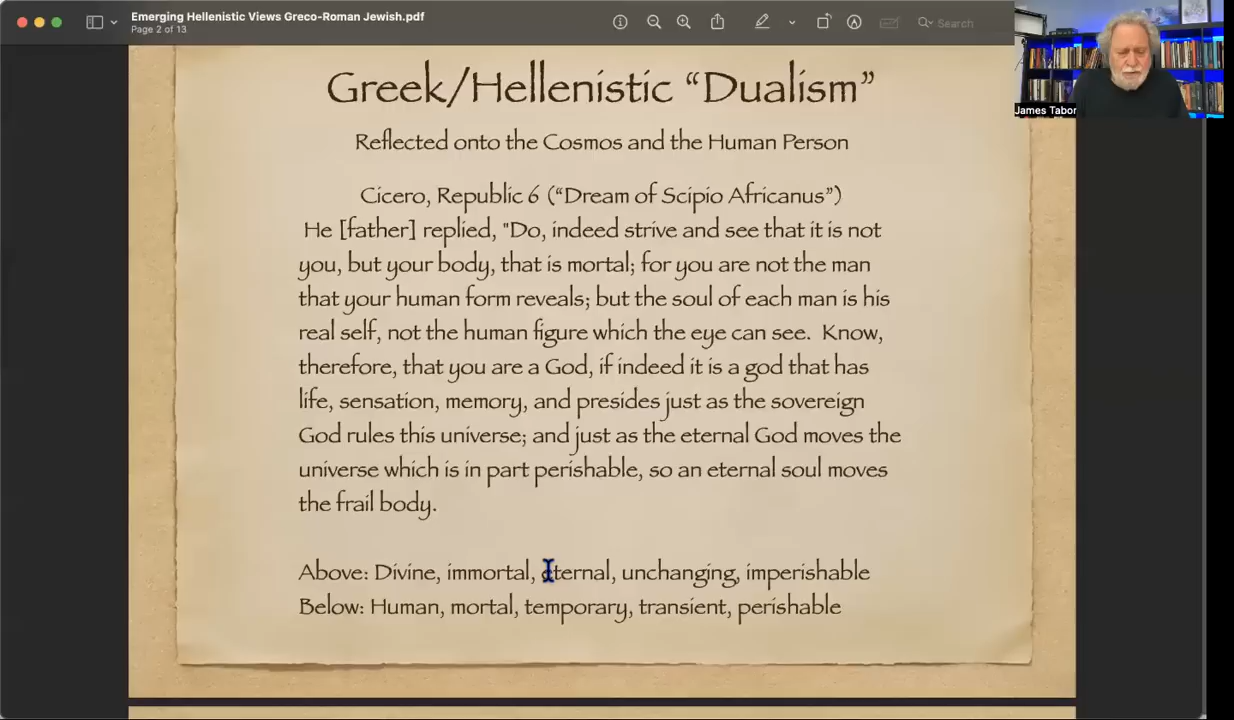 Emerging Hellenistic Views Greco-Roman Jewish.pdf
Page 2 of 13
Search
James Tabor
Greek/Hellenistic “Dualism”
Reflected onto the Cosmos and the Human Person
Cicero, Republic 6 (“Dream of Scipio Africanus”)
He [father] replied, "Do, indeed strive and see that it is not
you, but your body, that is mortal; for you are not the man
that your human form reveals; but the soul of each man is his
real self, not the human figure which the eye can see. Know,
therefore, that you are a God, if indeed it is a god that has
life, sensation, memory, and presides just as the sovereign
God rules this universe; and just as the eternal God moves the
universe which is in part perishable, so an eternal soul moves
the frail body.
Above: Divine, immortal, eternal, unchanging, imperishable
Below: Human, mortal, temporary, transient, perishable